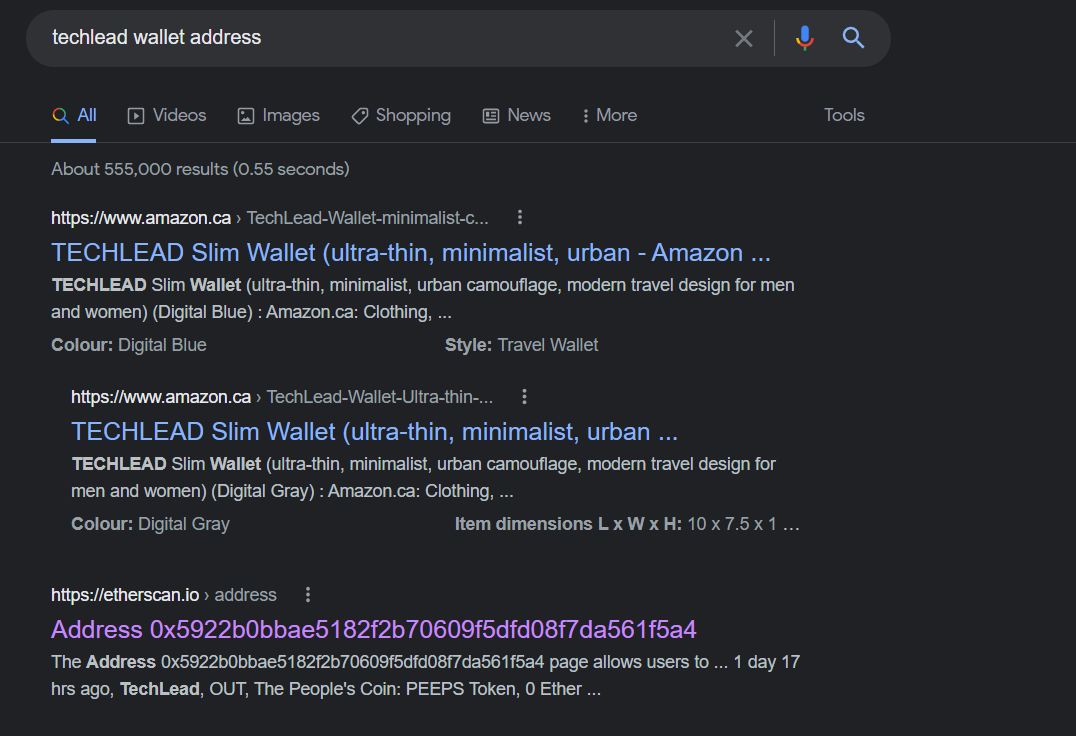 techlead wallet address
All Videos Images Shopping News More Tools
About 555,000 results (0.55 seconds)
https://www.amazon.ca › TechLead-Wallet-minimalist-c...
TECHLEAD Slim Wallet (ultra-thin, minimalist, urban - Amazon ...
TECHLEAD Slim Wallet (ultra-thin, minimalist, urban camouflage, modern travel design for men
and women) (Digital Blue) : Amazon.ca: Clothing, ...
Colour: Digital Blue Style: Travel Wallet
https://www.amazon.ca › TechLead-Wallet-Ultra-thin-...
TECHLEAD Slim Wallet (ultra-thin, minimalist, urban ...
TECHLEAD Slim Wallet (ultra-thin, minimalist, urban camouflage, modern travel design for
men and women) (Digital Gray) : Amazon.ca: Clothing, ...
Colour: Digital Gray Item dimensions L x W x H: 10 x 7.5 x 1 ...
https://etherscan.io › address
Address 0x5922b0bbae5182f2b70609f5dfd08f7da561f5a4
The Address 0x5922b0bbae5182f2b70609f5dfd08f7da561f5a4 page allows users to ... 1 day 17
hrs ago, TechLead, OUT, The People's Coin: PEEPS Token, 0 Ether ...